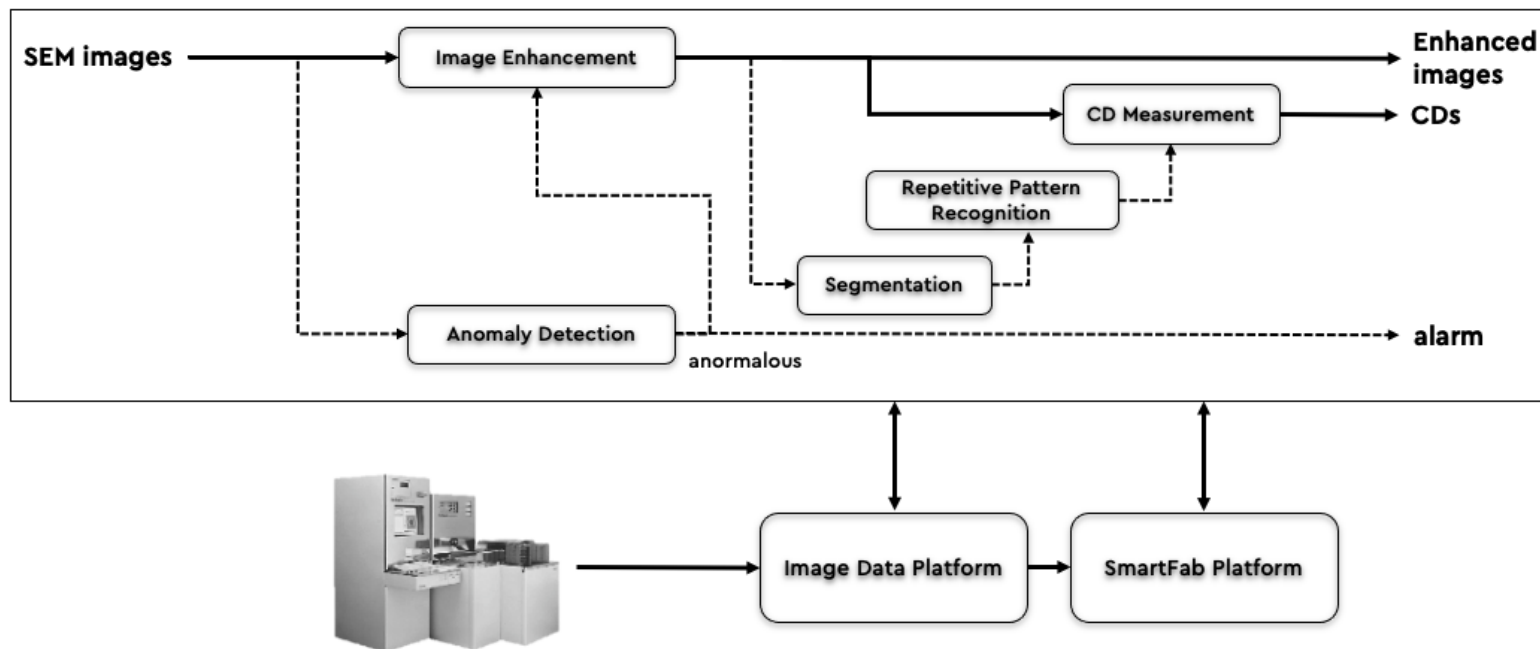 SEM images
Image Enhancement
Enhanced
images
CD Measurement
CDs
Repetitive Pattern
Recognition
Segmentation
Anomaly Detection
anormalous
alarm
Image Data Platform
SmartFab Platform